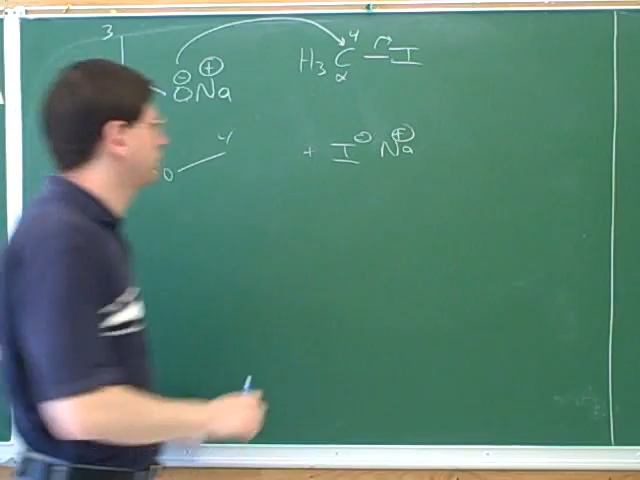 3
⊖ ⊕ 4
ONa H₃C—I
α
4
O + I⊖ Na⊕